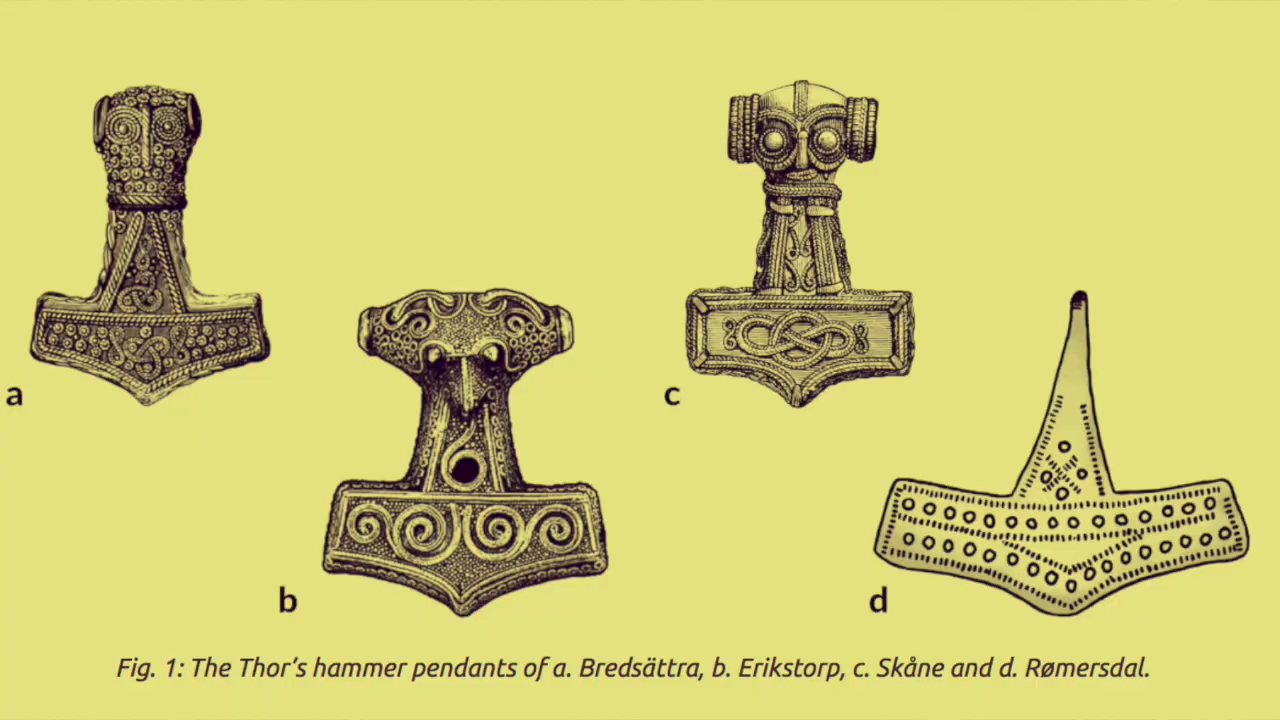 a
b
c
d
Fig. 1: The Thor's hammer pendants of a. Bredsättra, b. Erikstorp, c. Skåne and d. Rømersdal.